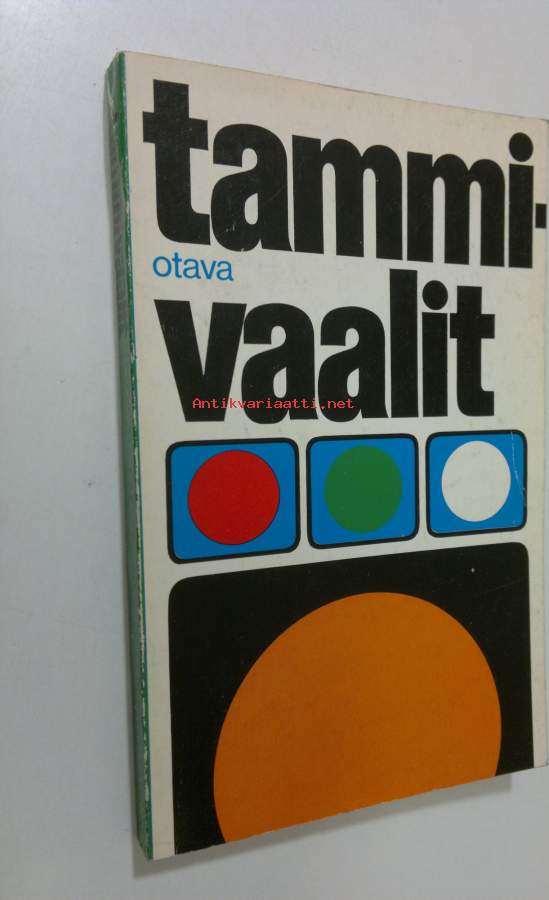 tammi-
otava
vaalit
Antikvariaatti.net